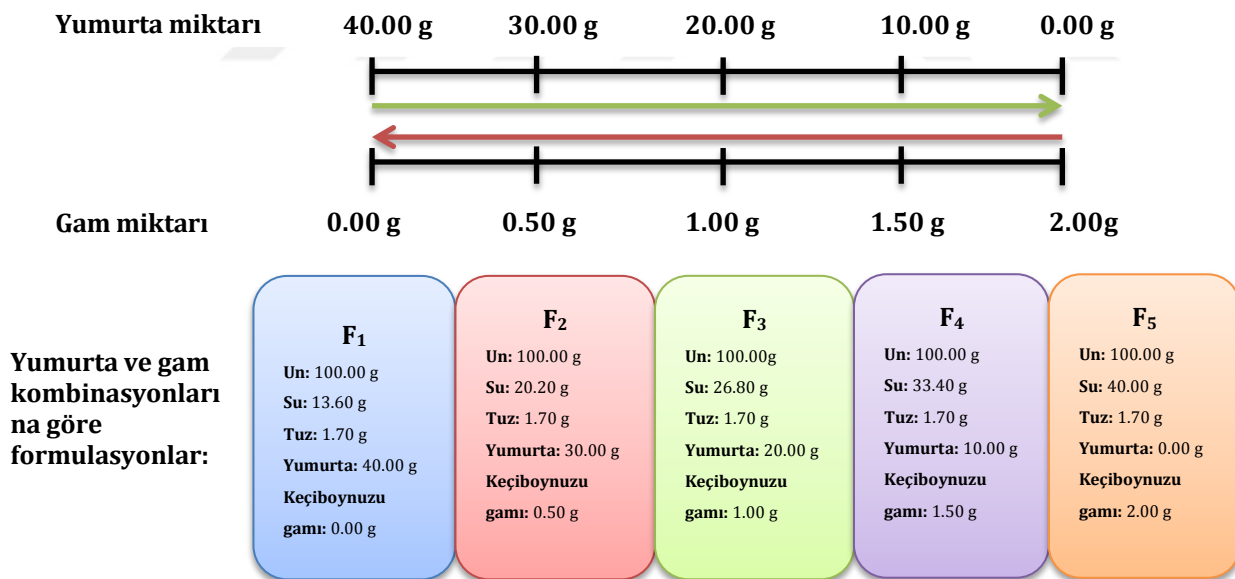 Yumurta miktarı 40.00 g 30.00 g 20.00 g 10.00 g 0.00 g
Gam miktarı 0.00 g 0.50 g 1.00 g 1.50 g 2.00g
Yumurta ve gam
kombinasyonları
na göre
formulasyonlar:
F₁
Un: 100.00 g
Su: 13.60 g
Tuz: 1.70 g
Yumurta: 40.00 g
Keçiboynuzu
gamı: 0.00 g
F₂
Un: 100.00 g
Su: 20.20 g
Tuz: 1.70 g
Yumurta: 30.00 g
Keçiboynuzu
gamı: 0.50 g
F₃
Un: 100.00g
Su: 26.80 g
Tuz: 1.70 g
Yumurta: 20.00 g
Keçiboynuzu
gamı: 1.00 g
F₄
Un: 100.00 g
Su: 33.40 g
Tuz: 1.70 g
Yumurta: 10.00 g
Keçiboynuzu
gamı: 1.50 g
F₅
Un: 100.00 g
Su: 40.00 g
Tuz: 1.70 g
Yumurta: 0.00 g
Keçiboynuzu
gamı: 2.00 g